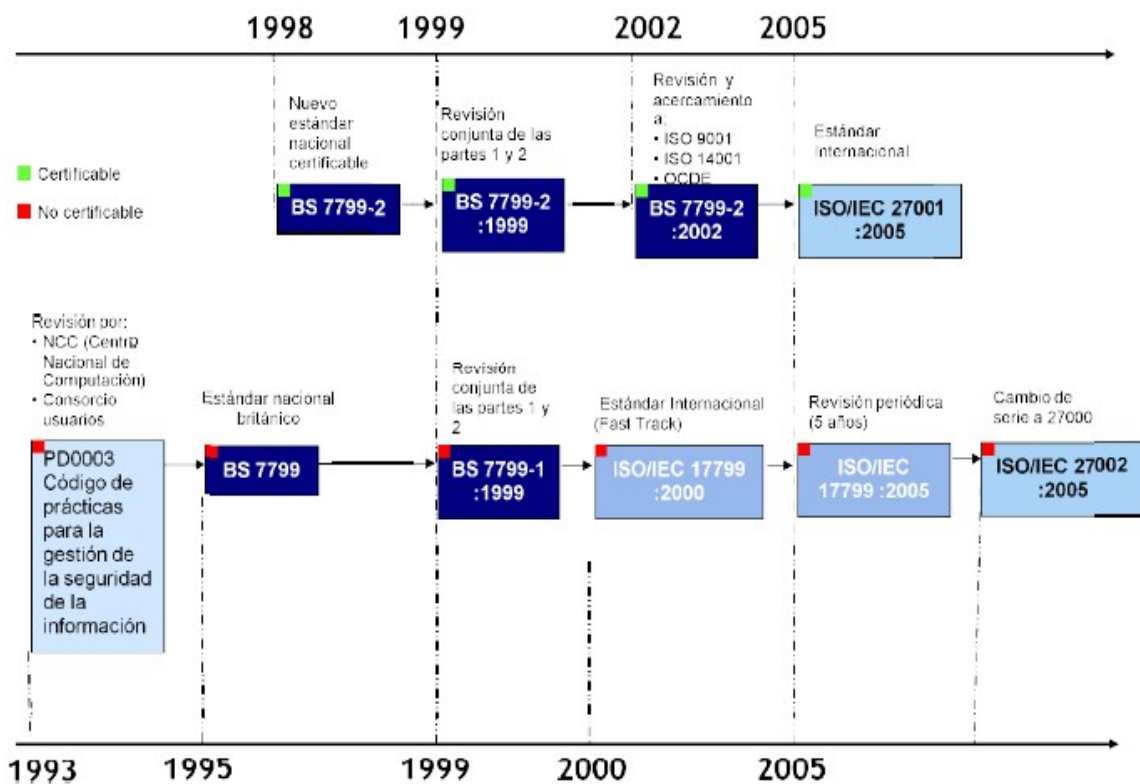 1998
1999
2002
2005
Nuevo
estándar
nacional
certificable
Revisión
conjunta de las
partes 1 y 2
Revisión y
acercamiento
a:
• ISO 9001
• ISO 14001
• OCDE
Estándar
Internacional
Certificable
No certificable
BS 7799-2
BS 7799-2
:1999
BS 7799-2
:2002
ISO/IEC 27001
:2005
Revisión por:
• NCC (Centro
Nacional de
Computación)
• Consorcio
usuarios
Estándar nacional
británico
Revisión
conjunta de
las partes 1 y
2
Estándar Internacional
(Fast Track)
Revisión periódica
(5 años)
Cambio de
serie a 27000
PD0003
Código de
prácticas
para la
gestión de
la seguridad
de la
información
BS 7799
BS 7799-1
:1999
ISO/IEC 17799
:2000
ISO/IEC
17799 :2005
ISO/IEC 27002
:2005
1993
1995
1999
2000
2005